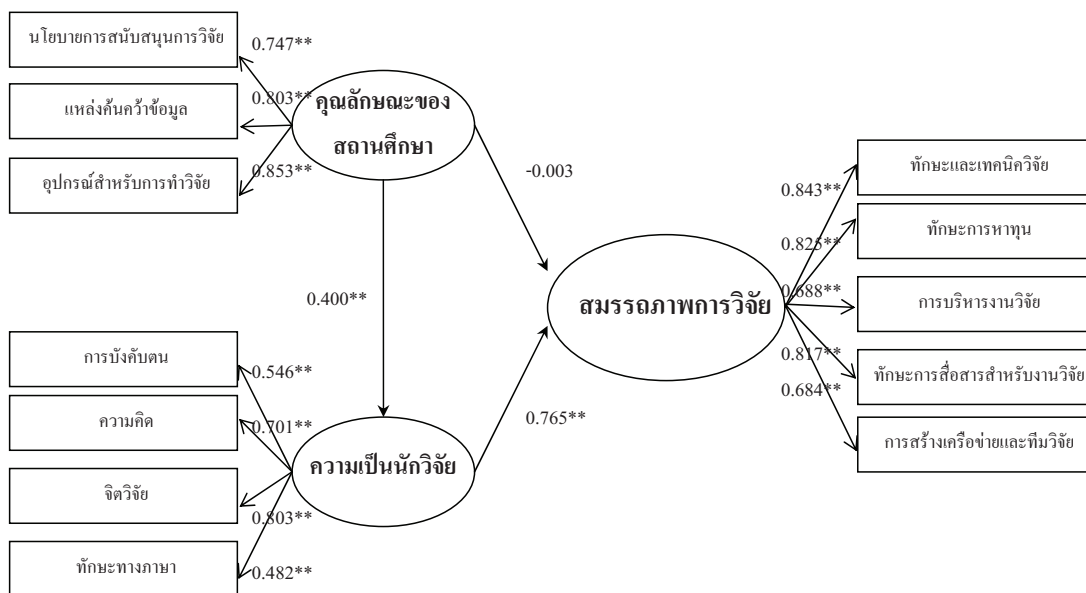 นโยบายการสนับสนุนการวิจัย
0.747**
แหล่งค้นคว้าข้อมูล
0.803**
อุปกรณ์สำหรับการทำวิจัย
0.853**
คุณลักษณะของ
สถานศึกษา
-0.003
0.400**
การบังคับตน
0.546**
ความคิด
0.701**
จิตวิจัย
0.803**
ทักษะทางภาษา
0.482**
ความเป็นนักวิจัย
0.765**
สมรรถภาพการวิจัย
ทักษะและเทคนิควิจัย
0.843**
ทักษะการหาทุน
0.825**
การบริหารงานวิจัย
0.688**
ทักษะการสื่อสารสำหรับงานวิจัย
0.817**
การสร้างเครือข่ายและทีมวิจัย
0.684**